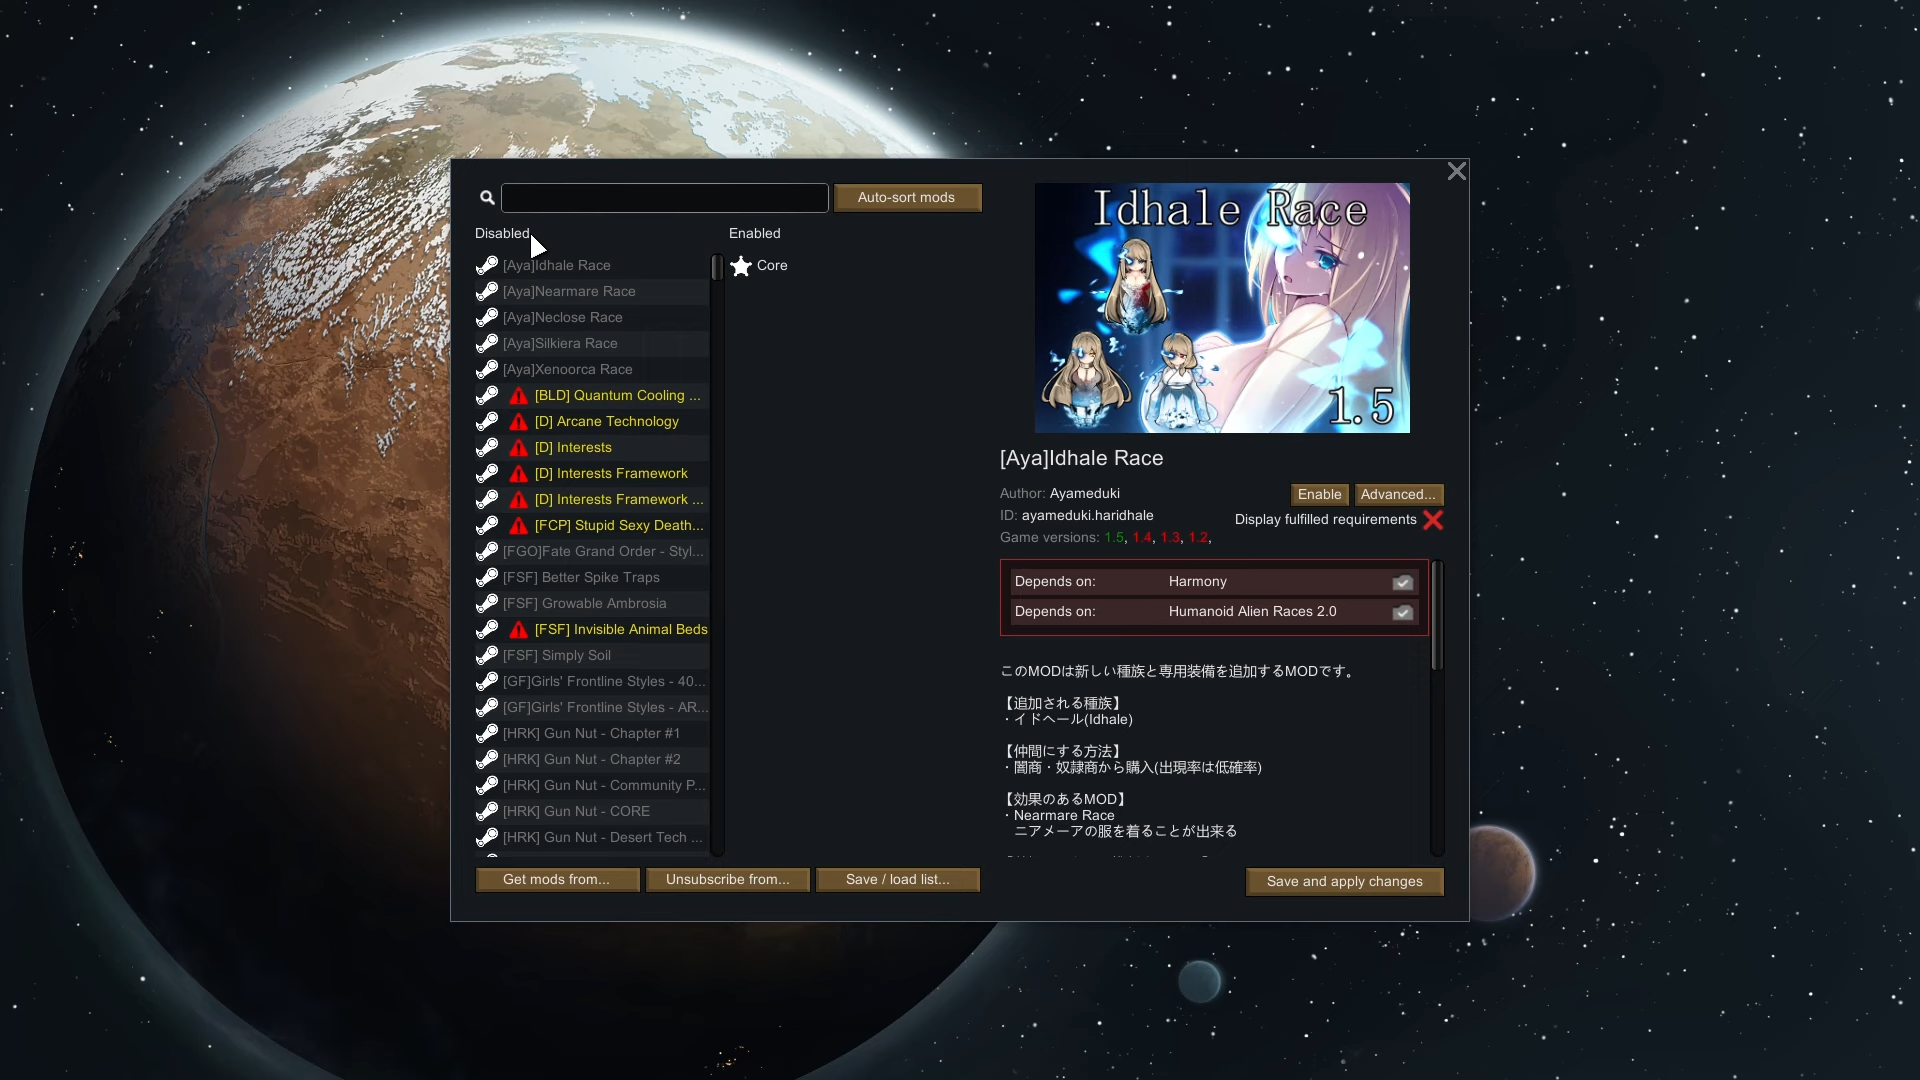 Auto-sort mods
Disabled
Enabled
[Aya]Idhale Race
[Aya]Nearmare Race
[Aya]Neclose Race
[Aya]Silkiera Race
[Aya]Xenoorca Race
[BLD] Quantum Cooling ...
[D] Arcane Technology
[D] Interests
[D] Interests Framework
[D] Interests Framework ...
[FCP] Stupid Sexy Death...
[FGO]Fate Grand Order - Styl...
[FSF] Better Spike Traps
[FSF] Growable Ambrosia
[FSF] Invisible Animal Beds
[FSF] Simply Soil
[GF]Girls' Frontline Styles - 40...
[GF]Girls' Frontline Styles - AR...
[HRK] Gun Nut - Chapter #1
[HRK] Gun Nut - Chapter #2
[HRK] Gun Nut - Community P...
[HRK] Gun Nut - CORE
[HRK] Gun Nut - Desert Tech ...
Core
Get mods from...
Unsubscribe from...
Save / load list...
Idhale Race
1.5
[Aya]Idhale Race
Author: Ayameduki
Enable
Advanced...
ID: ayameduki.haridhale
Display fulfilled requirements
Game versions: 1.5, 1.4, 1.3, 1.2,
Depends on: Harmony
Depends on: Humanoid Alien Races 2.0
このMODは新しい種族と専用装備を追加するMODです。
【追加される種族】
・イドヘール(Idhale)
【仲間にする方法】
・闇商・奴隷商から購入(出現率は低確率)
【効果のあるMOD】
・Nearmare Race
ニアメーアの服を着ることが出来る
Save and apply changes